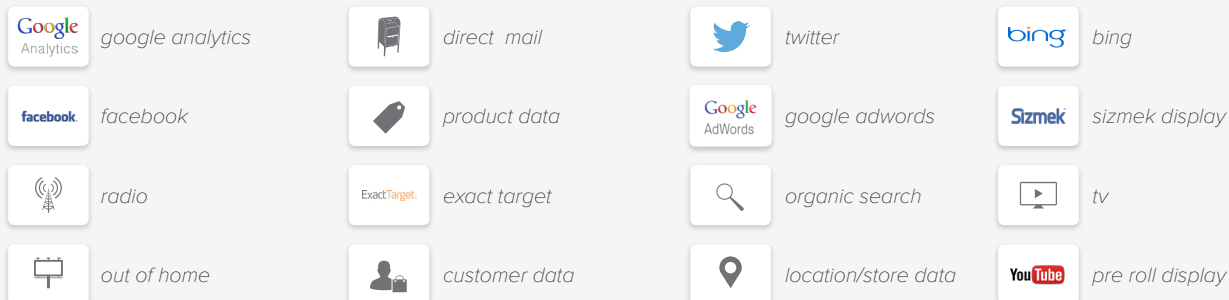 Google Analytics google analytics
direct mail
twitter
bing bing
facebook facebook
product data
Google AdWords google adwords
Sizmek sizmek display
radio
ExactTarget exact target
organic search
tv
out of home
customer data
location/store data
YouTube pre roll display